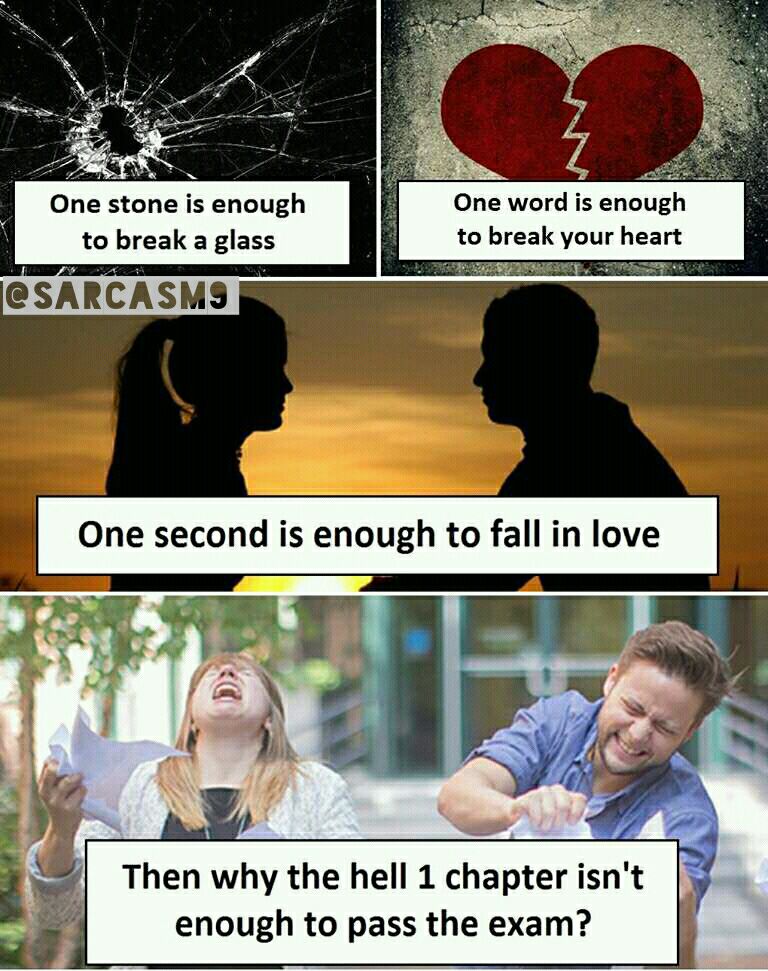 One stone is enough
to break a glass
One word is enough
to break your heart
@SARCASM9
One second is enough to fall in love
Then why the hell 1 chapter isn't
enough to pass the exam?